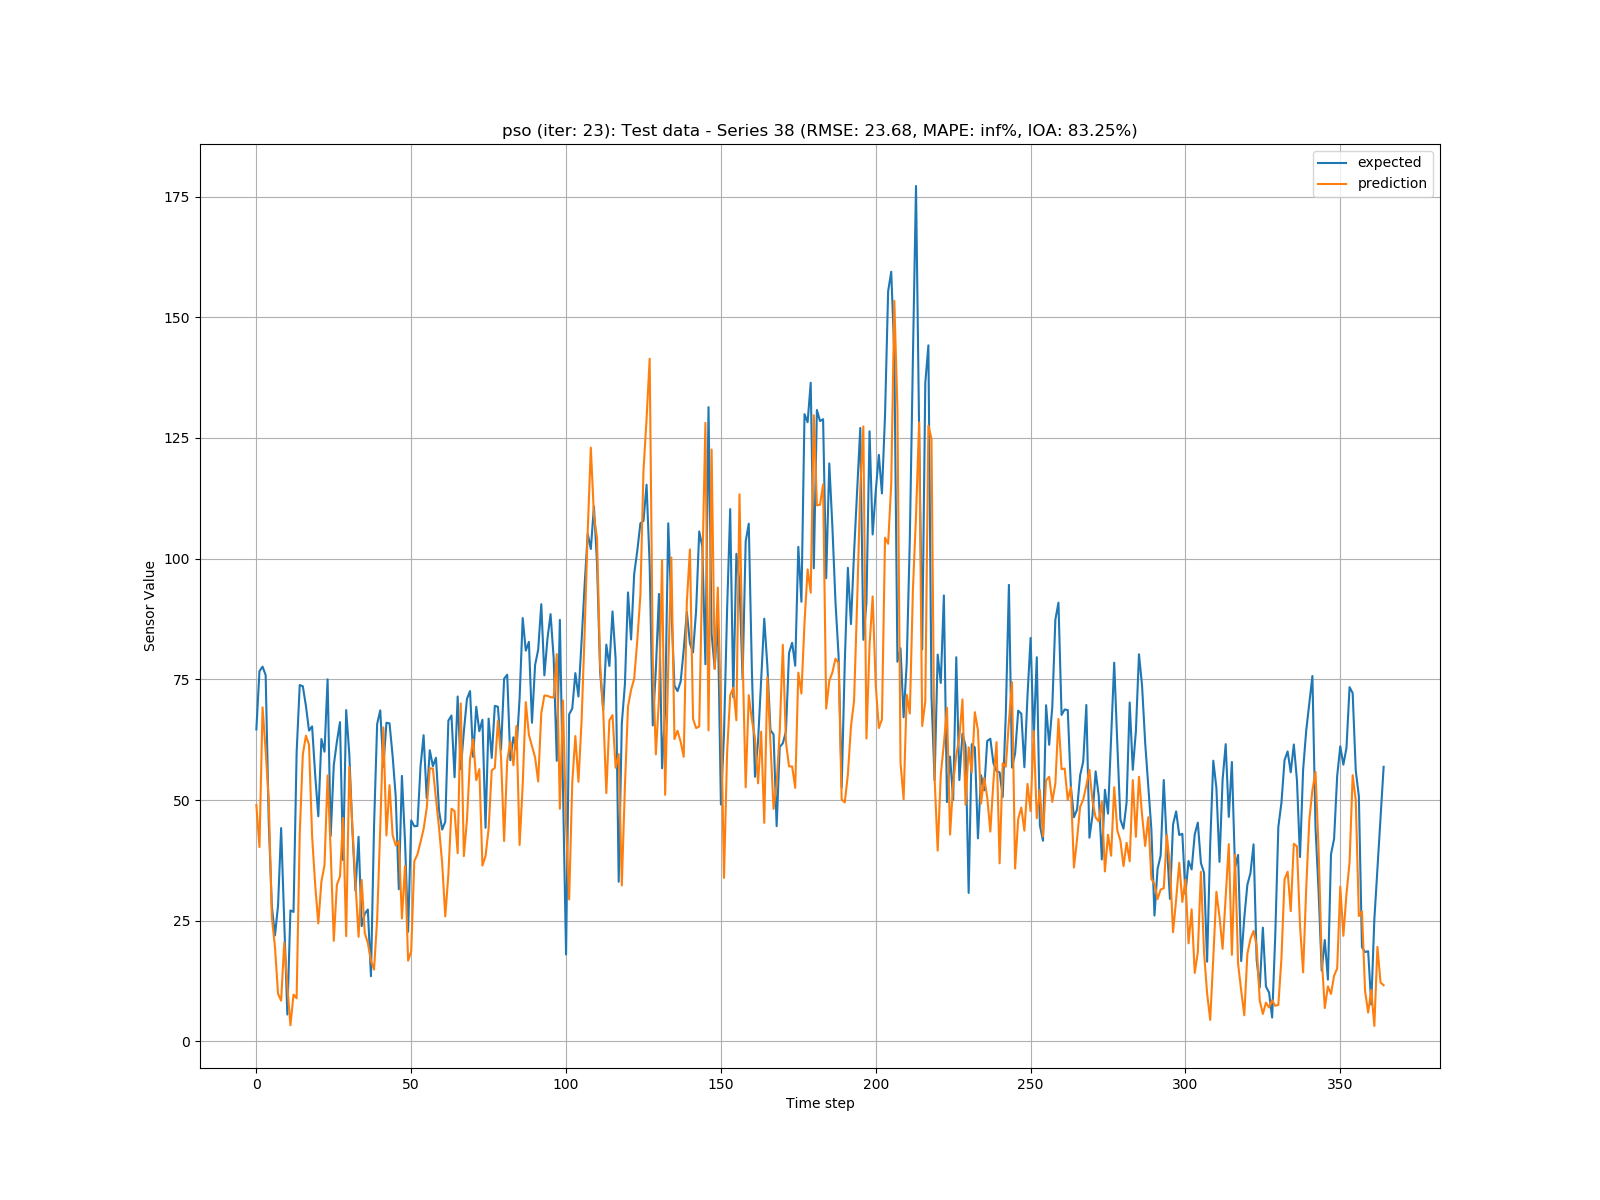 pso (iter: 23): Test data - Series 38 (RMSE: 23.68, MAPE: inf%, IOA: 83.25%)
expected
prediction
175
150
125
100
75
50
25
0
Sensor Value
0 50 100 150 200 250 300 350
Time step